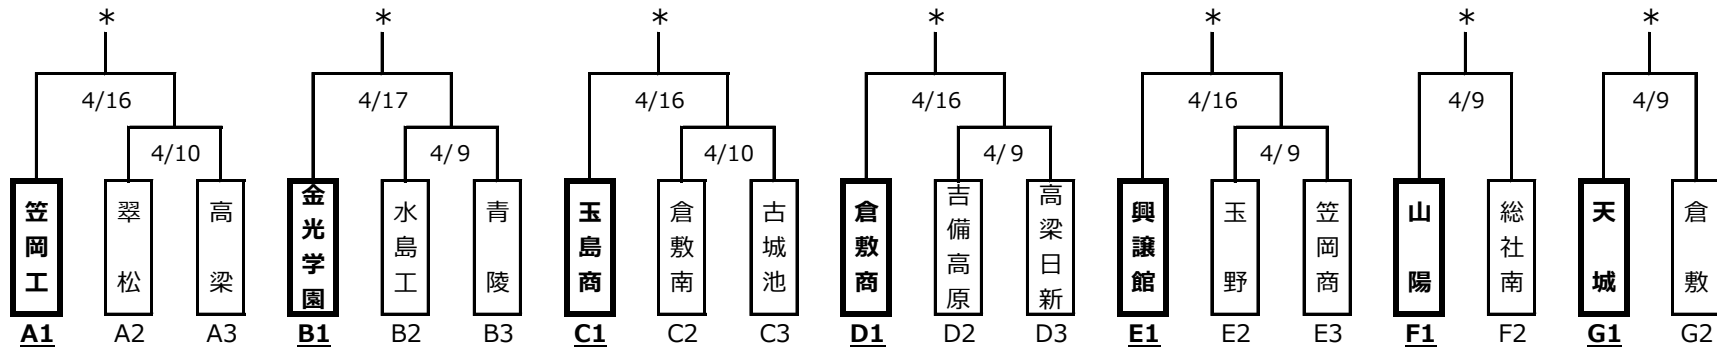 * * * * * * *
4/16 4/17 4/16 4/16 4/16 4/9 4/9
4/10 4/9 4/10 4/9 4/9
笠岡工 翠松 高梁 金光学園 水島工 青陵 玉島商 倉敷南 古城池 倉敷商 吉備高原 高梁日新 興譲館 玉野 笠岡商 山陽 総社南 天城 倉敷
A1 A2 A3 B1 B2 B3 C1 C2 C3 D1 D2 D3 E1 E2 E3 F1 F2 G1 G2